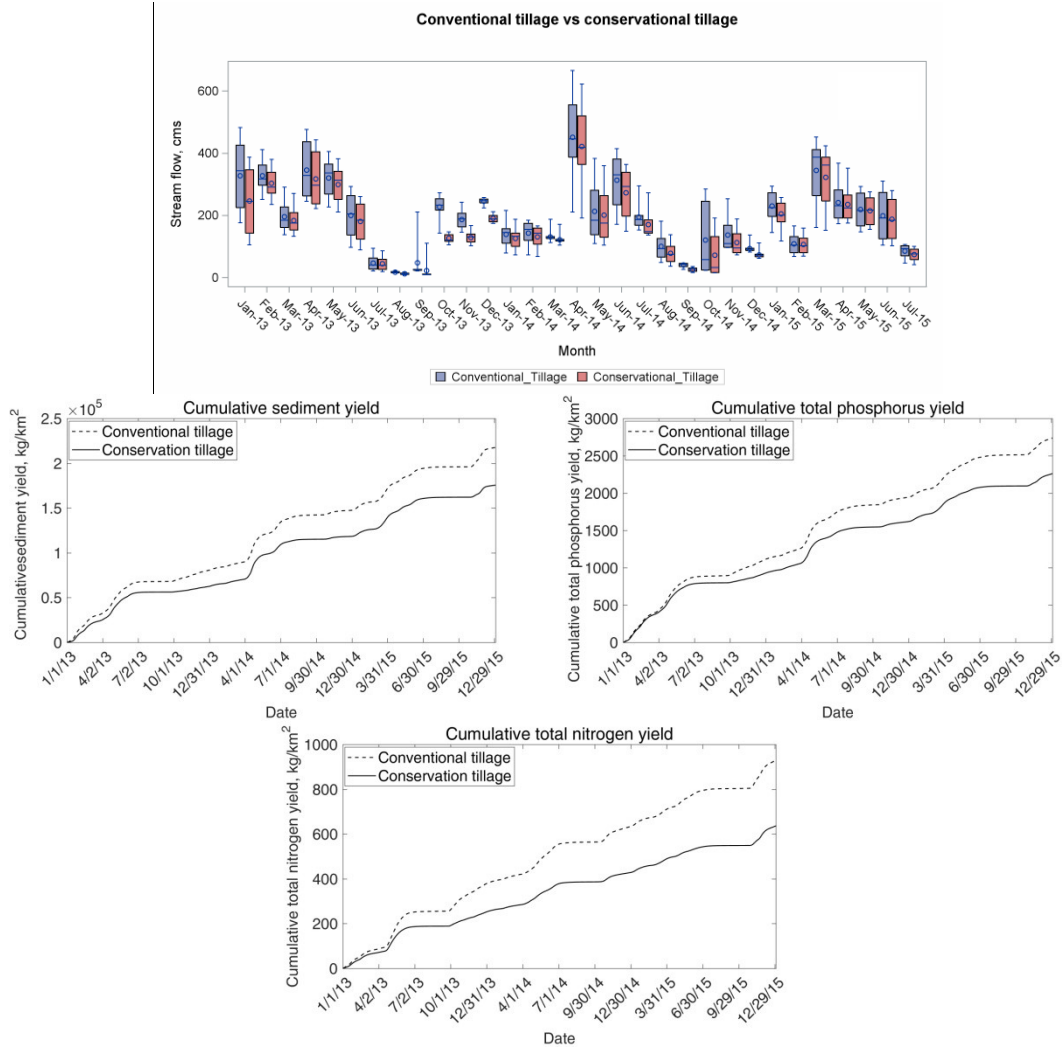 Conventional tillage vs conservational tillage
Stream flow, cms
600
400
200
0
Jan-13 Feb-13 Mar-13 Apr-13 May-13 Jun-13 Jul-13 Aug-13 Sep-13 Oct-13 Nov-13 Dec-13 Jan-14 Feb-14 Mar-14 Apr-14 May-14 Jun-14 Jul-14 Aug-14 Sep-14 Oct-14 Nov-14 Dec-14 Jan-15 Feb-15 Mar-15 Apr-15 May-15 Jun-15 Jul-15
Month
Conventional_Tillage Conservational_Tillage
Cumulative sediment yield
Cumulativesediment yield, kg/km²
× 10⁵
2.5
2
1.5
1
0.5
0
Conventional tillage
Conservation tillage
1/1/13 4/2/13 7/2/13 10/1/13 12/31/13 4/1/14 7/1/14 9/30/14 12/30/14 3/31/15 6/30/15 9/29/15 12/29/15
Date
Cumulative total phosphorus yield
Cumulative total phosphorus yield, kg/km²
3000
2500
2000
1500
1000
500
0
Conventional tillage
Conservation tillage
1/1/13 4/2/13 7/2/13 10/1/13 12/31/13 4/1/14 7/1/14 9/30/14 12/30/14 3/31/15 6/30/15 9/29/15 12/29/15
Date
Cumulative total nitrogen yield
Cumulative total nitrogen yield, kg/km²
1000
800
600
400
200
0
Conventional tillage
Conservation tillage
1/1/13 4/2/13 7/2/13 10/1/13 12/31/13 4/1/14 7/1/14 9/30/14 12/30/14 3/31/15 6/30/15 9/29/15 12/29/15
Date